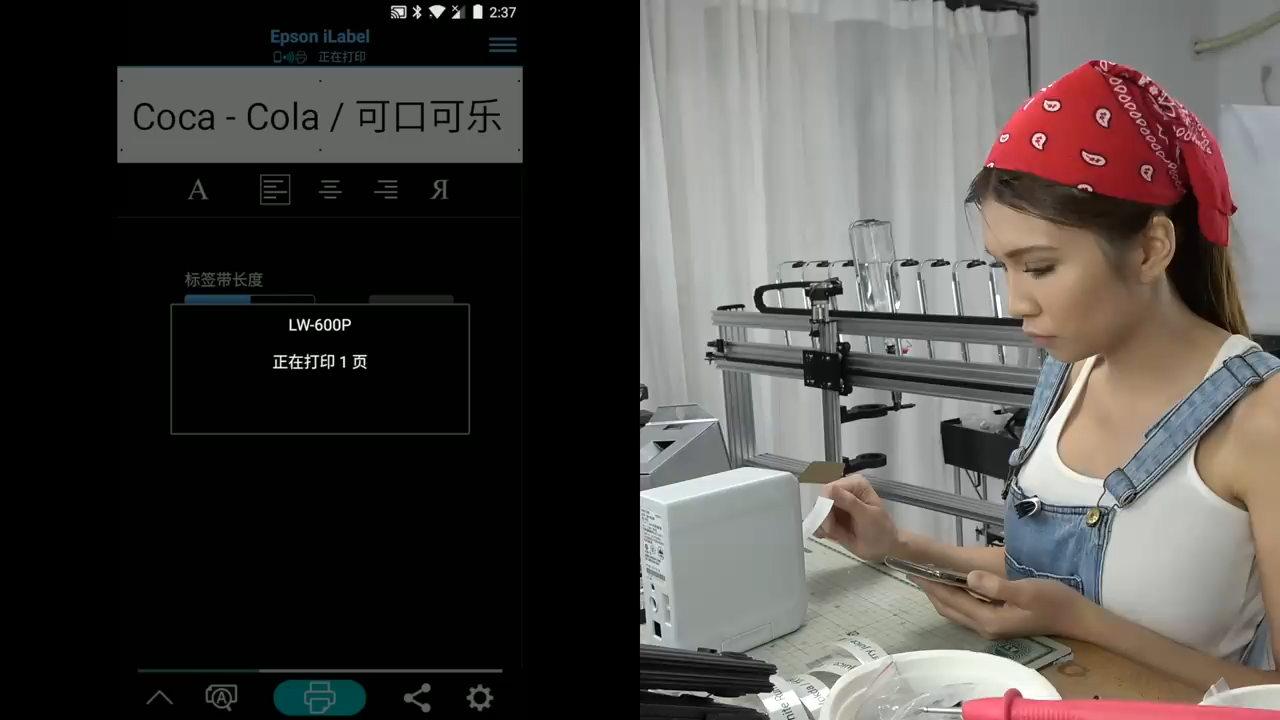 2:37
Epson iLabel
正在打印
Coca - Cola / 可口可乐
A
Я
标签带长度
LW-600P
正在打印 1 页
A